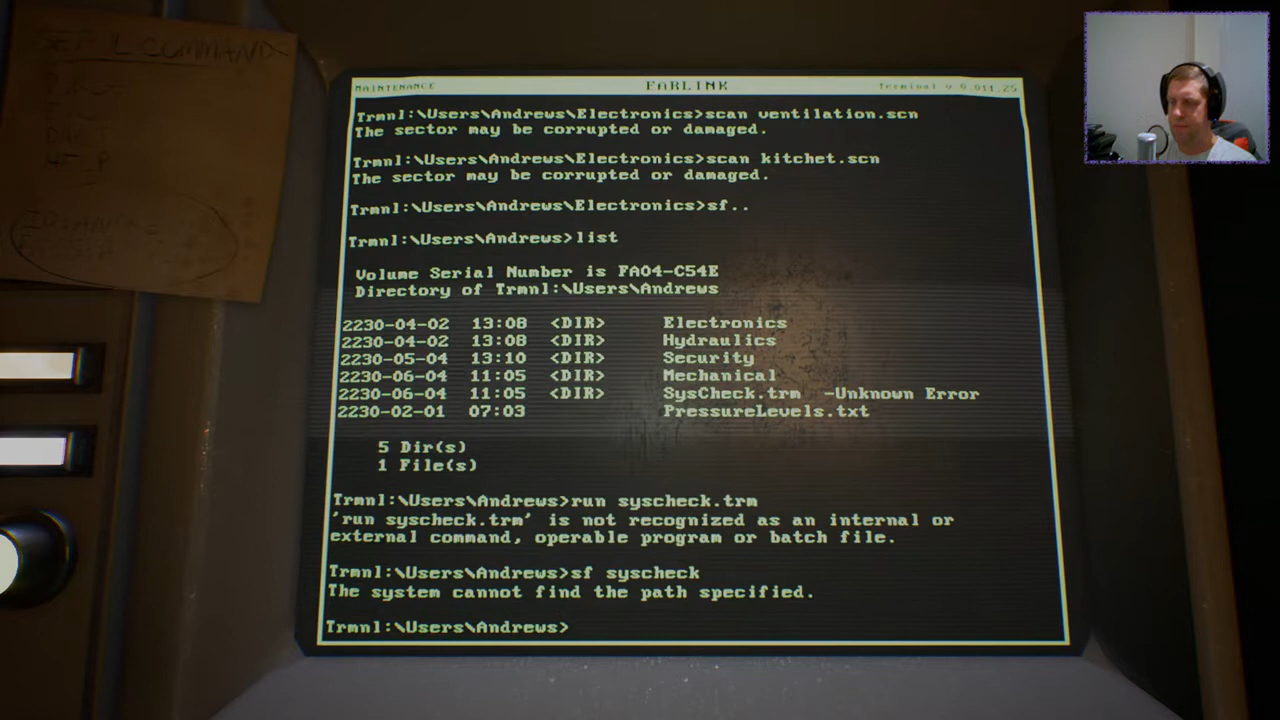 MAINTENANCE FARLINK Terminal v 0.011.25
Trmnl:\Users\Andrews\Electronics>scan ventilation.scn
The sector may be corrupted or damaged.
Trmnl:\Users\Andrews\Electronics>scan kitchet.scn
The sector may be corrupted or damaged.
Trmnl:\Users\Andrews\Electronics>sf..
Trmnl:\Users\Andrews>list
Volume Serial Number is FA04-C54E
Directory of Trmnl:\Users\Andrews
2230-04-02 13:08 <DIR> Electronics
2230-04-02 13:08 <DIR> Hydraulics
2230-05-04 13:10 <DIR> Security
2230-06-04 11:05 <DIR> Mechanical
2230-06-04 11:05 <DIR> SysCheck.trm -Unknown Error
2230-02-01 07:03 PressureLevels.txt
5 Dir(s)
1 File(s)
Trmnl:\Users\Andrews>run syscheck.trm
'run syscheck.trm' is not recognized as an internal or
external command, operable program or batch file.
Trmnl:\Users\Andrews>sf syscheck
The system cannot find the path specified.
Trmnl:\Users\Andrews>